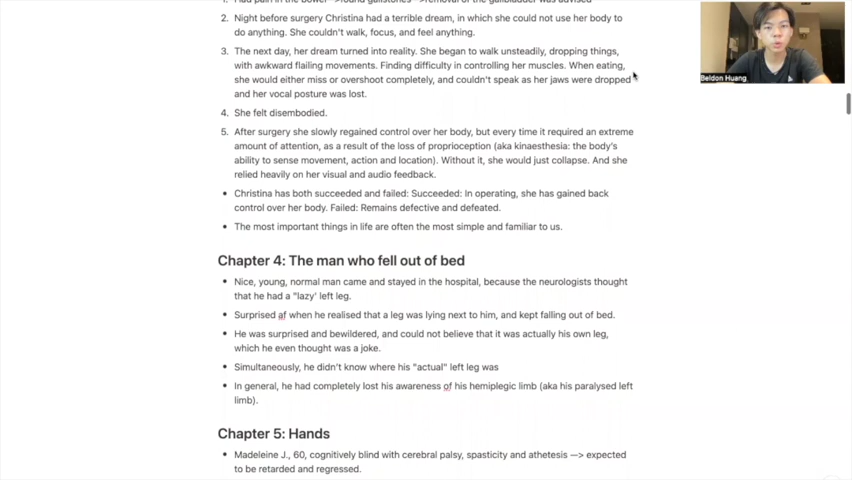 1. Had pain in the bowel —>found gallstones—>removal of the gallbladder was advised
2. Night before surgery Christina had a terrible dream, in which she could not use her body to
do anything. She couldn't walk, focus, and feel anything.
3. The next day, her dream turned into reality. She began to walk unsteadily, dropping things,
with awkward flailing movements. Finding difficulty in controlling her muscles. When eating,
she would either miss or overshoot completely, and couldn't speak as her jaws were dropped
and her vocal posture was lost.
4. She felt disembodied.
5. After surgery she slowly regained control over her body, but every time it required an extreme
amount of attention, as a result of the loss of proprioception (aka kinaesthesia: the body's
ability to sense movement, action and location). Without it, she would just collapse. And she
relied heavily on her visual and audio feedback.
• Christina has both succeeded and failed: Succeeded: In operating, she has gained back
control over her body. Failed: Remains defective and defeated.
• The most important things in life are often the most simple and familiar to us.
Chapter 4: The man who fell out of bed
• Nice, young, normal man came and stayed in the hospital, because the neurologists thought
that he had a "lazy' left leg.
• Surprised af when he realised that a leg was lying next to him, and kept falling out of bed.
• He was surprised and bewildered, and could not believe that it was actually his own leg,
which he even thought was a joke.
• Simultaneously, he didn't know where his "actual" left leg was
• In general, he had completely lost his awareness of his hemiplegic limb (aka his paralysed left
limb).
Chapter 5: Hands
• Madeleine J., 60, cognitively blind with cerebral palsy, spasticity and athetesis —> expected
to be retarded and regressed.
Beldon Huang